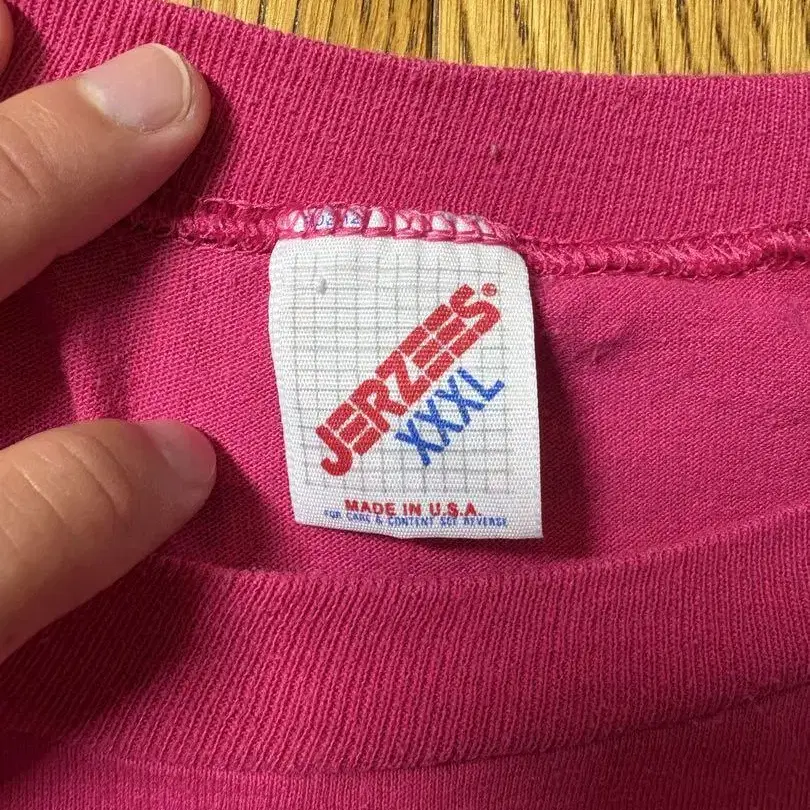 JERZEES®
XXXL
MADE IN U.S.A.
FOR CARE & CONTENT SEE REVERSE